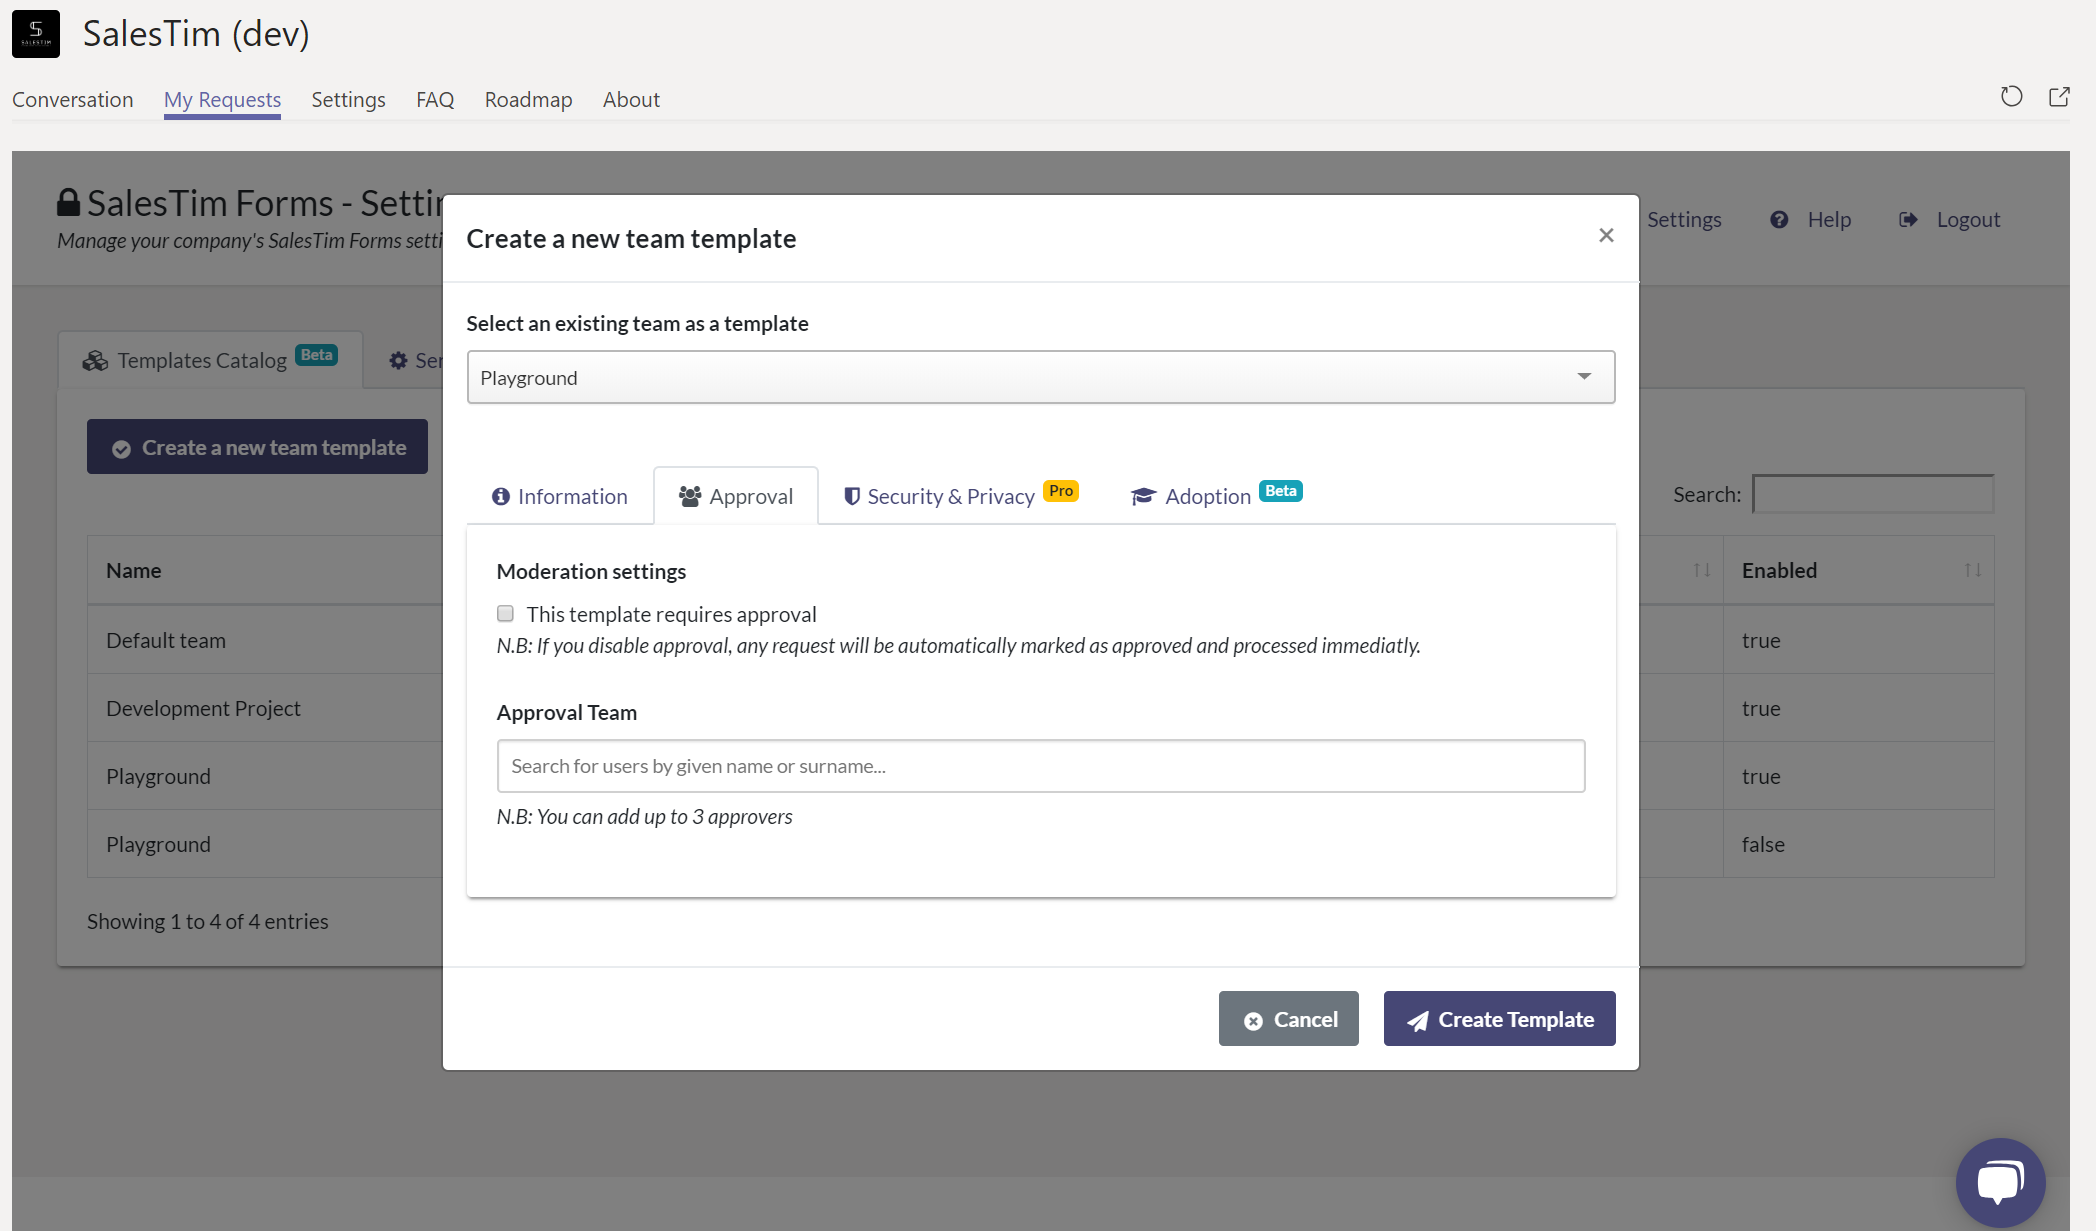 SALESTIM
SalesTim (dev)
Conversation My Requests Settings FAQ Roadmap About
SalesTim Forms - Settin
Manage your company's SalesTim Forms setti
Settings Help Logout
Create a new team template
Select an existing team as a template
Templates Catalog Beta
Ser
Playground
Create a new team template
Information Approval Security & Privacy Pro Adoption Beta
Search:
Name Enabled
Moderation settings
This template requires approval
N.B: If you disable approval, any request will be automatically marked as approved and processed immediatly.
Default team true
Development Project true
Approval Team
Search for users by given name or surname...
Playground true
N.B: You can add up to 3 approvers
Playground false
Showing 1 to 4 of 4 entries
Cancel Create Template